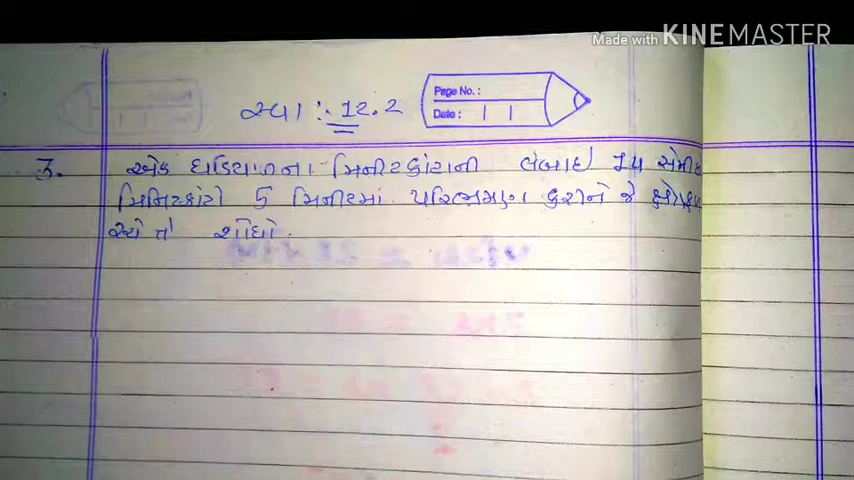 Made with KINEMASTER
સ્વા :- 12.2
Page No. :
Date :
3. એક ઘડિયાળના મિનીટકાંટાની લંબાઇ 14 સેમી છે
મિનિટકાંટો 5 મિનીટમાં પરિભ્રમણ કરીને જે ક્ષેત્રફળ
રચે તે શોધો.